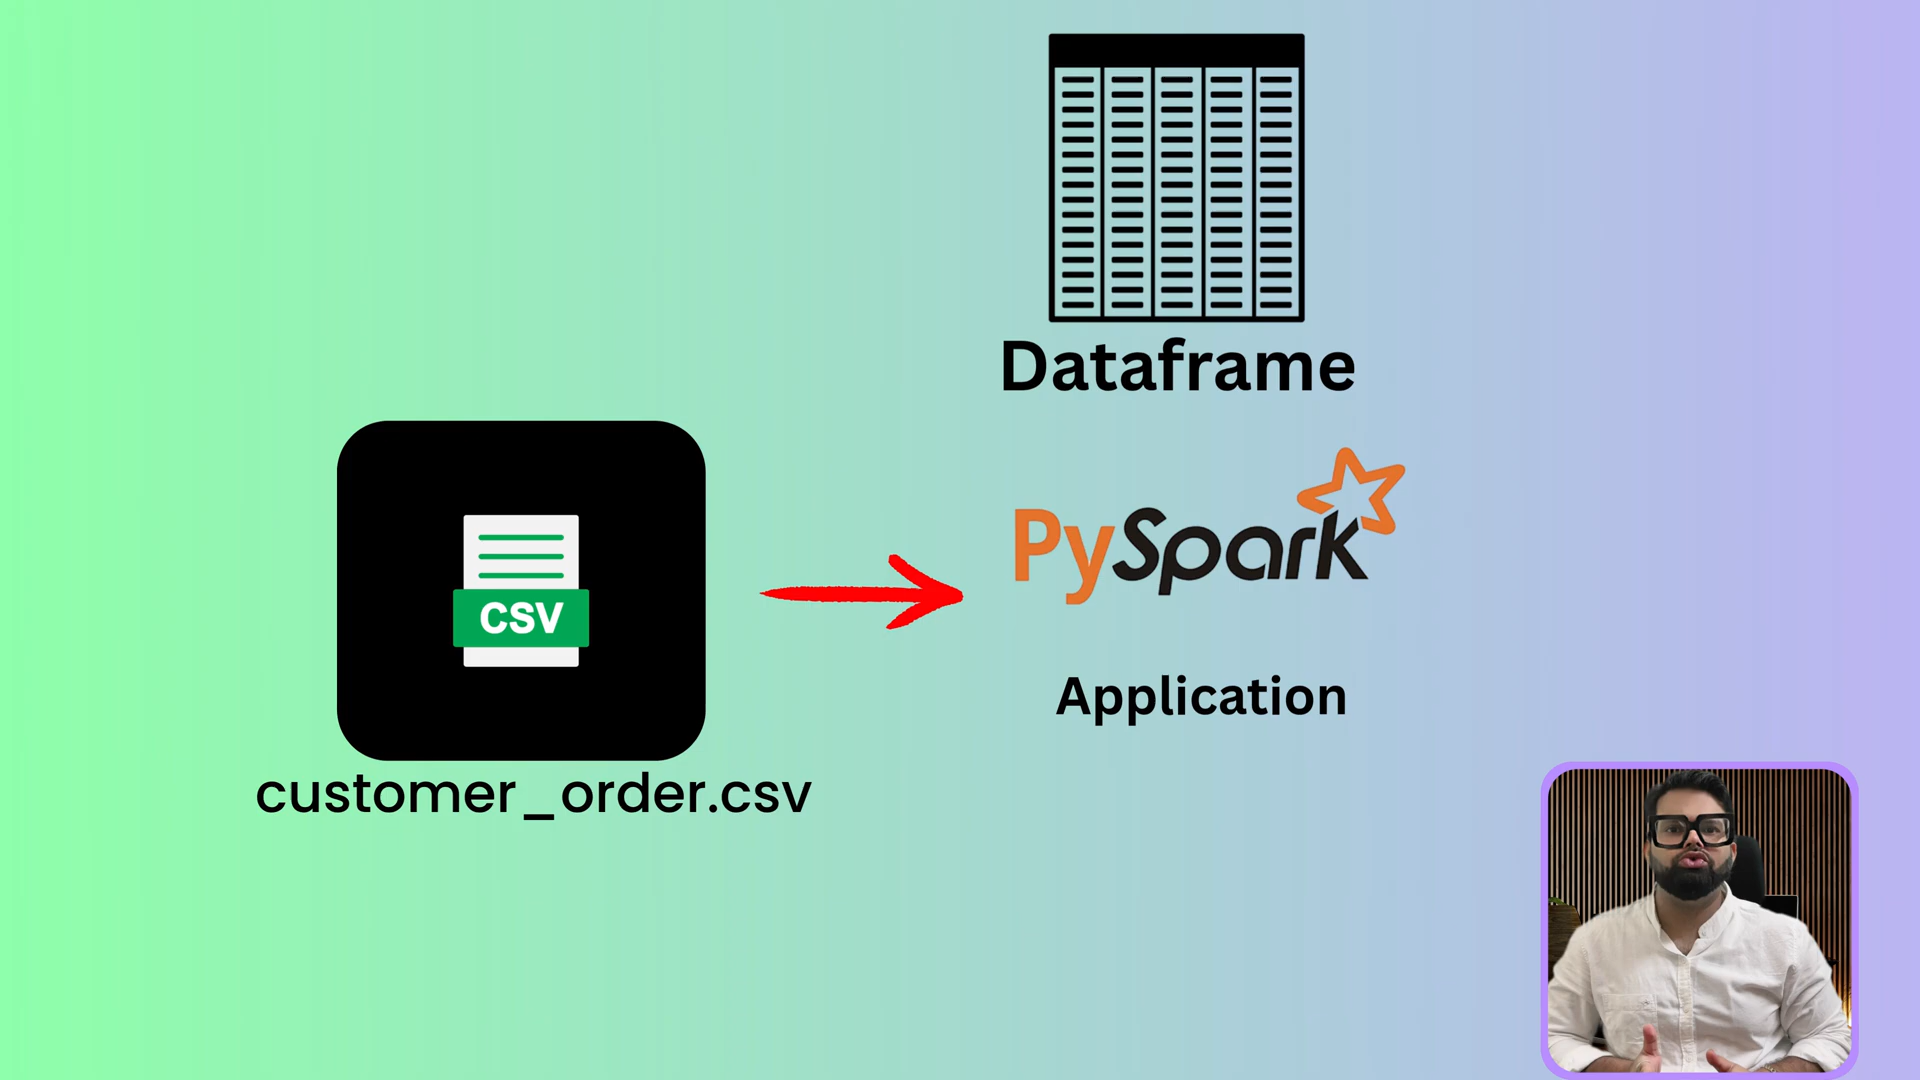 Dataframe
PySpark
Application
CSV
customer_order.csv